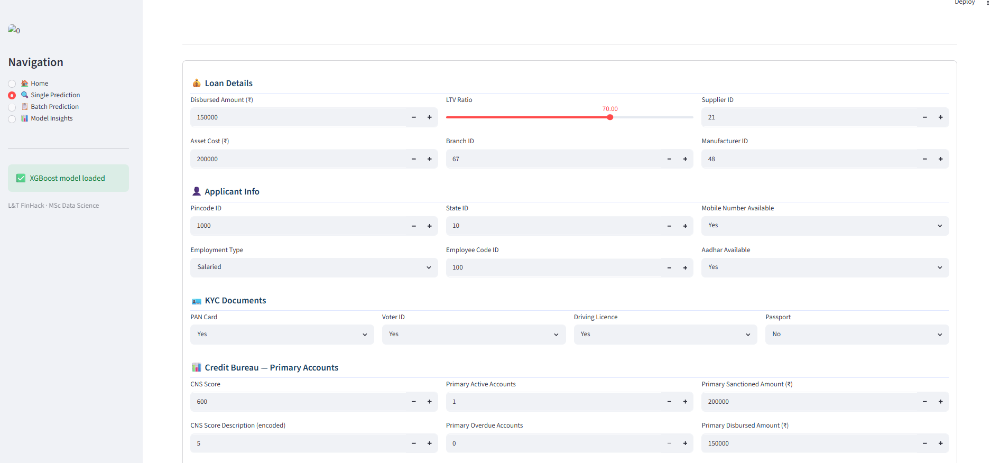 Deploy
0
Navigation
Home
Single Prediction
Batch Prediction
Model Insights
XGBoost model loaded
L&T FinHack · MSc Data Science
Loan Details
Disbursed Amount (₹)
150000
LTV Ratio
70.00
Supplier ID
21
Asset Cost (₹)
200000
Branch ID
67
Manufacturer ID
48
Applicant Info
Pincode ID
1000
State ID
10
Mobile Number Available
Yes
Employment Type
Salaried
Employee Code ID
100
Aadhar Available
Yes
KYC Documents
PAN Card
Yes
Voter ID
Yes
Driving Licence
Yes
Passport
No
Credit Bureau — Primary Accounts
CNS Score
600
Primary Active Accounts
1
Primary Sanctioned Amount (₹)
200000
CNS Score Description (encoded)
5
Primary Overdue Accounts
0
Primary Disbursed Amount (₹)
150000